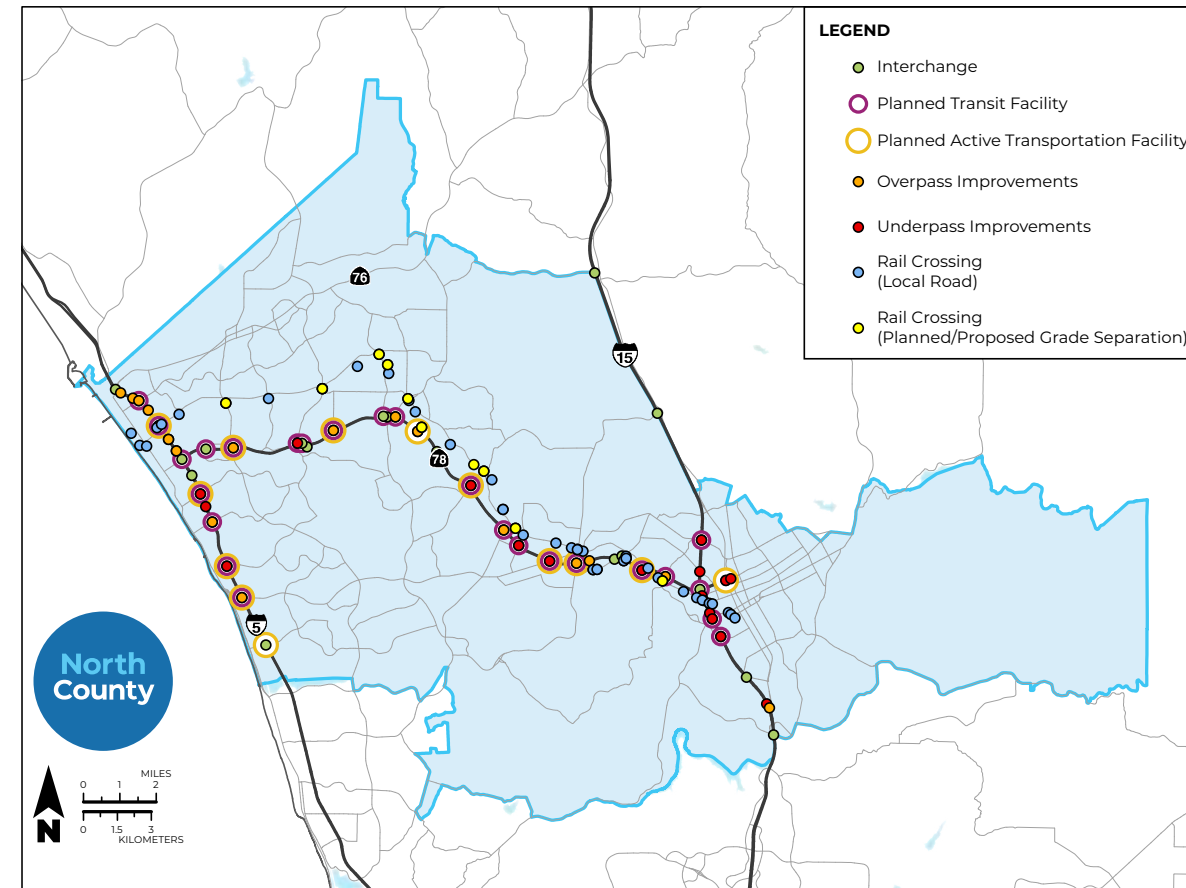 LEGEND
Interchange
Planned Transit Facility
Planned Active Transportation Facility
Overpass Improvements
Underpass Improvements
Rail Crossing
(Local Road)
Rail Crossing
(Planned/Proposed Grade Separation)
76
15
78
5
North
County
MILES
0 1 2
0 1.5 3
KILOMETERS
N